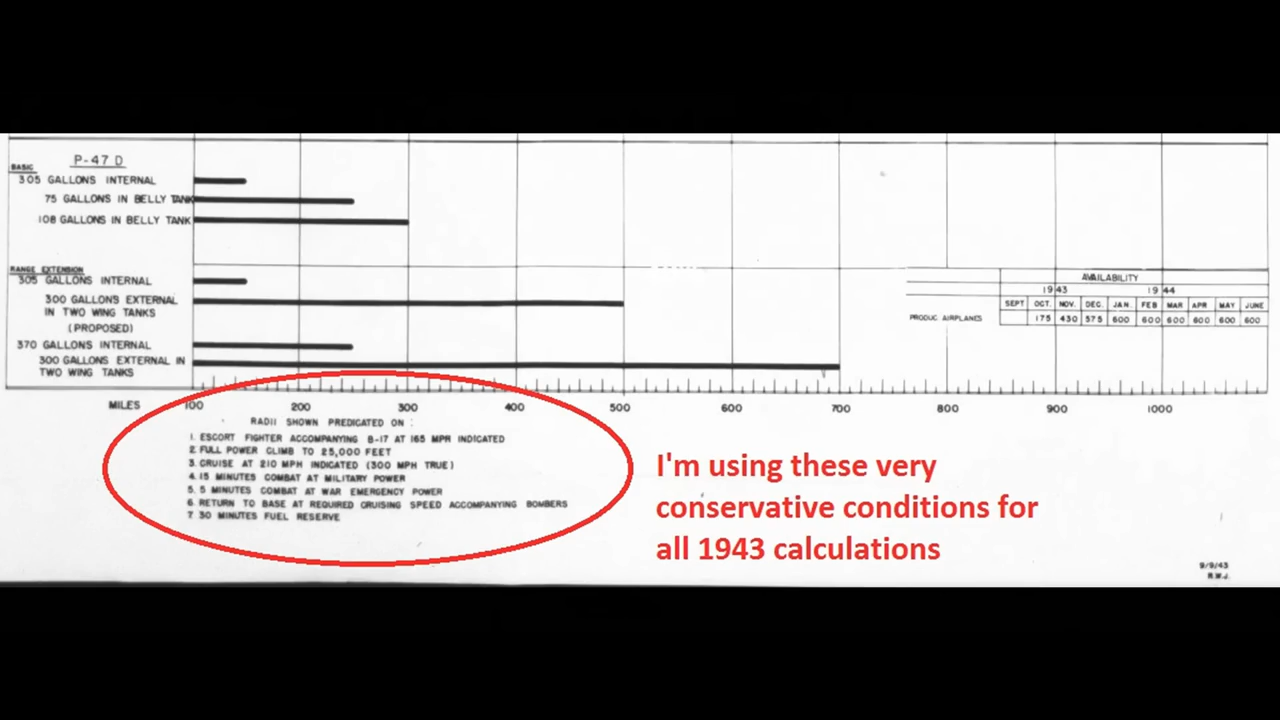 P-47 D
BASIC
305 GALLONS INTERNAL
75 GALLONS IN BELLY TANK
108 GALLONS IN BELLY TANK
RANGE EXTENSION
305 GALLONS INTERNAL
300 GALLONS EXTERNAL
IN TWO WING TANKS
(PROPOSED)
370 GALLONS INTERNAL
300 GALLONS EXTERNAL IN
TWO WING TANKS
AVAILABILITY
1943 1944
SEPT OCT. NOV. DEC. JAN. FEB MAR APR MAY JUNE
PRODUC AIRPLANES 175 430 575 600 600 600 600 600 600
MILES 100 200 300 400 500 600 700 800 900 1000
RADII SHOWN PREDICATED ON :
1. ESCORT FIGHTER ACCOMPANYING B-17 AT 165 MPH INDICATED
2. FULL POWER CLIMB TO 25,000 FEET
3. CRUISE AT 210 MPH INDICATED (300 MPH TRUE)
4. 15 MINUTES COMBAT AT MILITARY POWER
5. 5 MINUTES COMBAT AT WAR EMERGENCY POWER
6. RETURN TO BASE AT REQUIRED CRUISING SPEED ACCOMPANYING BOMBERS
7. 30 MINUTES FUEL RESERVE
I'm using these very
conservative conditions for
all 1943 calculations
9/9/43
R.W.J.